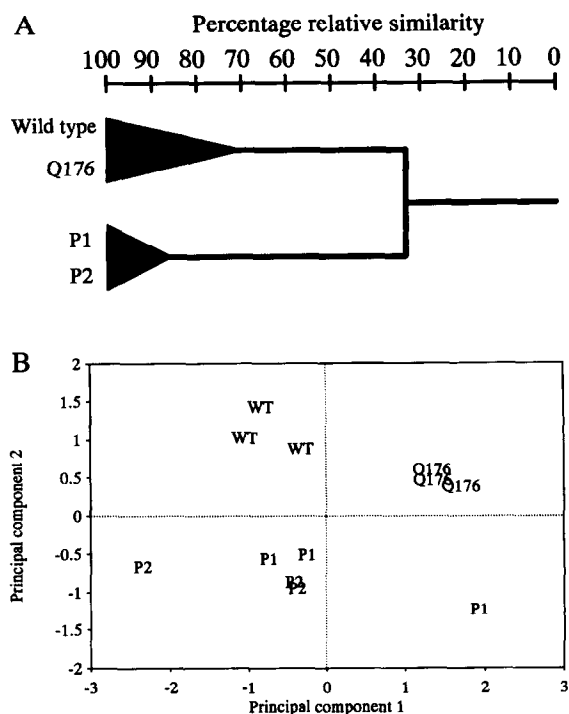 A
Percentage relative similarity
100 90 80 70 60 50 40 30 20 10 0
Wild type
Q176
P1
P2
B
Principal component 2
2
1.5
1
0.5
0
-0.5
-1
-1.5
-2
WT
WT
WT
Q176
Q176
Q176
P2
P1
P1
P2
P2
P1
-3 -2 -1 0 1 2 3
Principal component 1